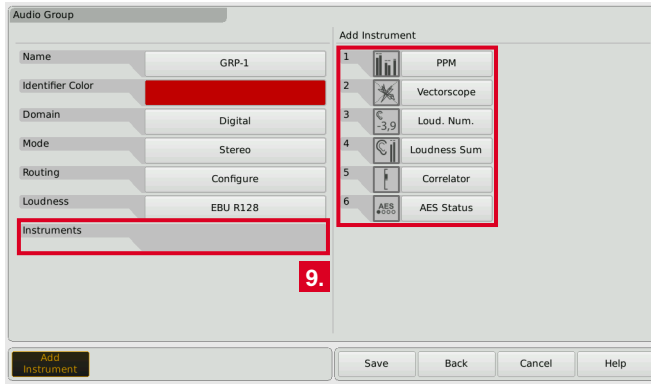 Audio Group
Add Instrument
Name
GRP-1
Identifier Color
Domain
Digital
Mode
Stereo
Routing
Configure
Loudness
EBU R128
Instruments
9.
1
PPM
2
Vectorscope
3
-3,9
Loud. Num.
4
Loudness Sum
5
Correlator
6
AES
AES Status
Add
Instrument
Save
Back
Cancel
Help